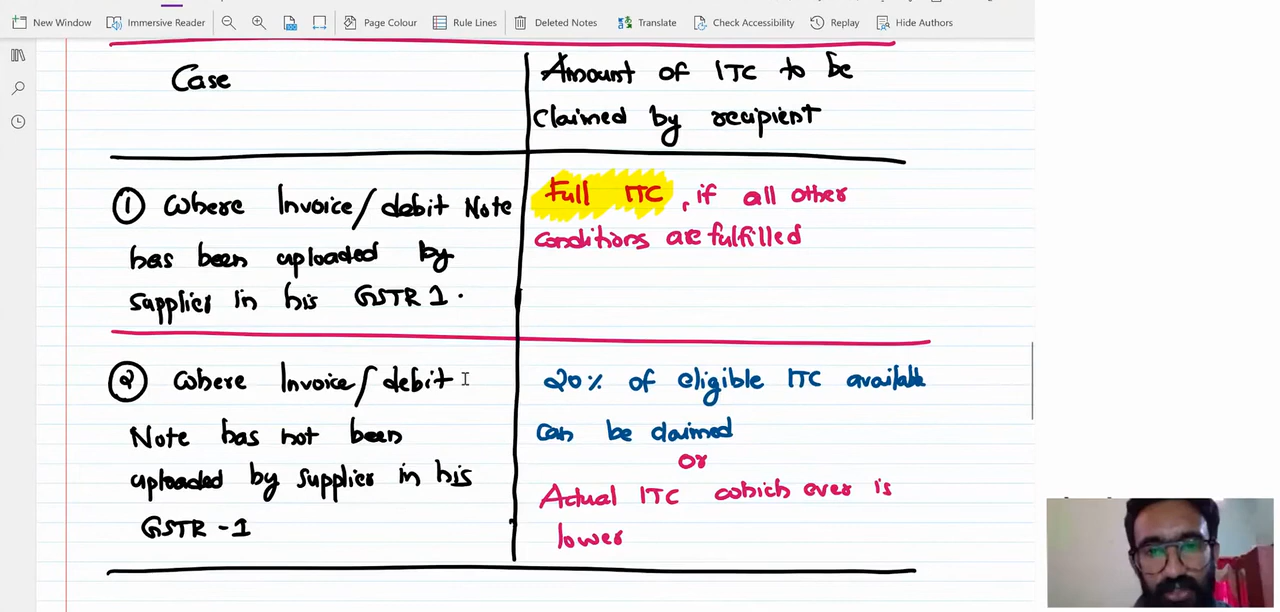 New Window
Immersive Reader
Page Colour
Rule Lines
Deleted Notes
Translate
Check Accessibility
Replay
Hide Authors
Case
Amount of ITC to be
claimed by recipient
① Where Invoice/debit Note
has been uploaded by
supplier in his GSTR 1.
Full ITC, if all other
conditions are fulfilled
② Where Invoice/debit
Note has not been
uploaded by supplier in his
GSTR-1
20% of eligible ITC available
can be claimed
or
Actual ITC which ever is
lower